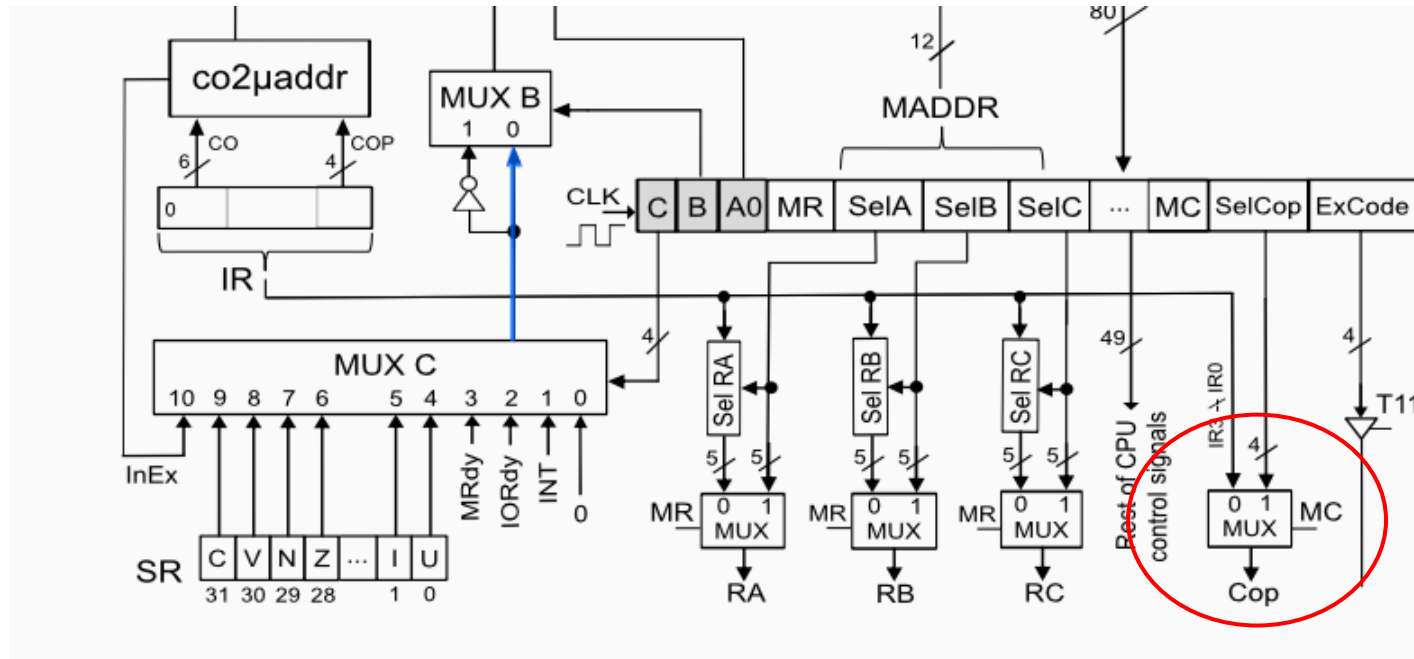 80
12
co2μaddr
MUX B
1 0
MADDR
6 CO
4 COP
CLK
C B A0 MR SelA SelB SelC ... MC SelCop ExCode
0
IR
4
49
4
MUX C
10 9 8 7 6 5 4 3 2 1 0
Sel RA
Sel RB
Sel RC
IR3 ÷ IR0
T11
InEx
MRdy
IORdy
INT
0
5 5
5 5
5 5
4
Rest of CPU
control signals
MR 0 1 MUX
MR 0 1 MUX
MR 0 1 MUX
0 1 MUX MC
SR C V N Z ... I U
31 30 29 28 1 0
RA
RB
RC
Cop